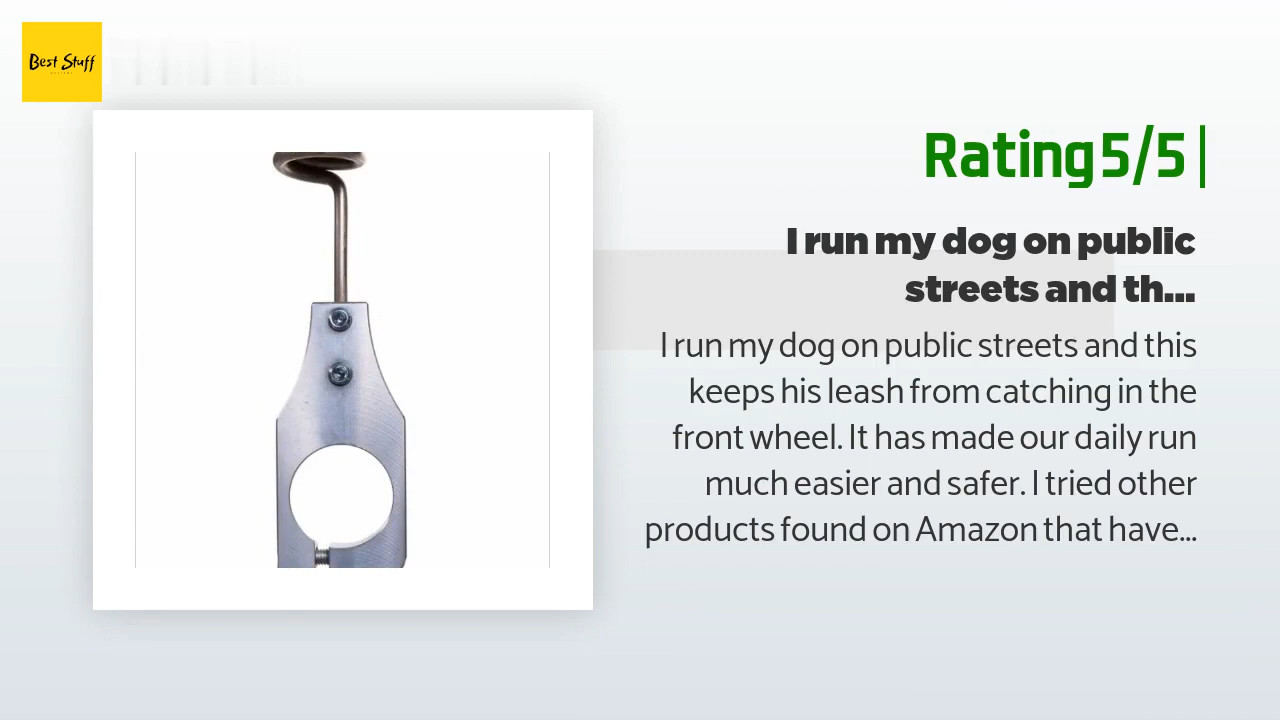 Best Stuff
Rating 5/5 |
I run my dog on public
streets and th...
I run my dog on public streets and this
keeps his leash from catching in the
front wheel. It has made our daily run
much easier and safer. I tried other
products found on Amazon that have...